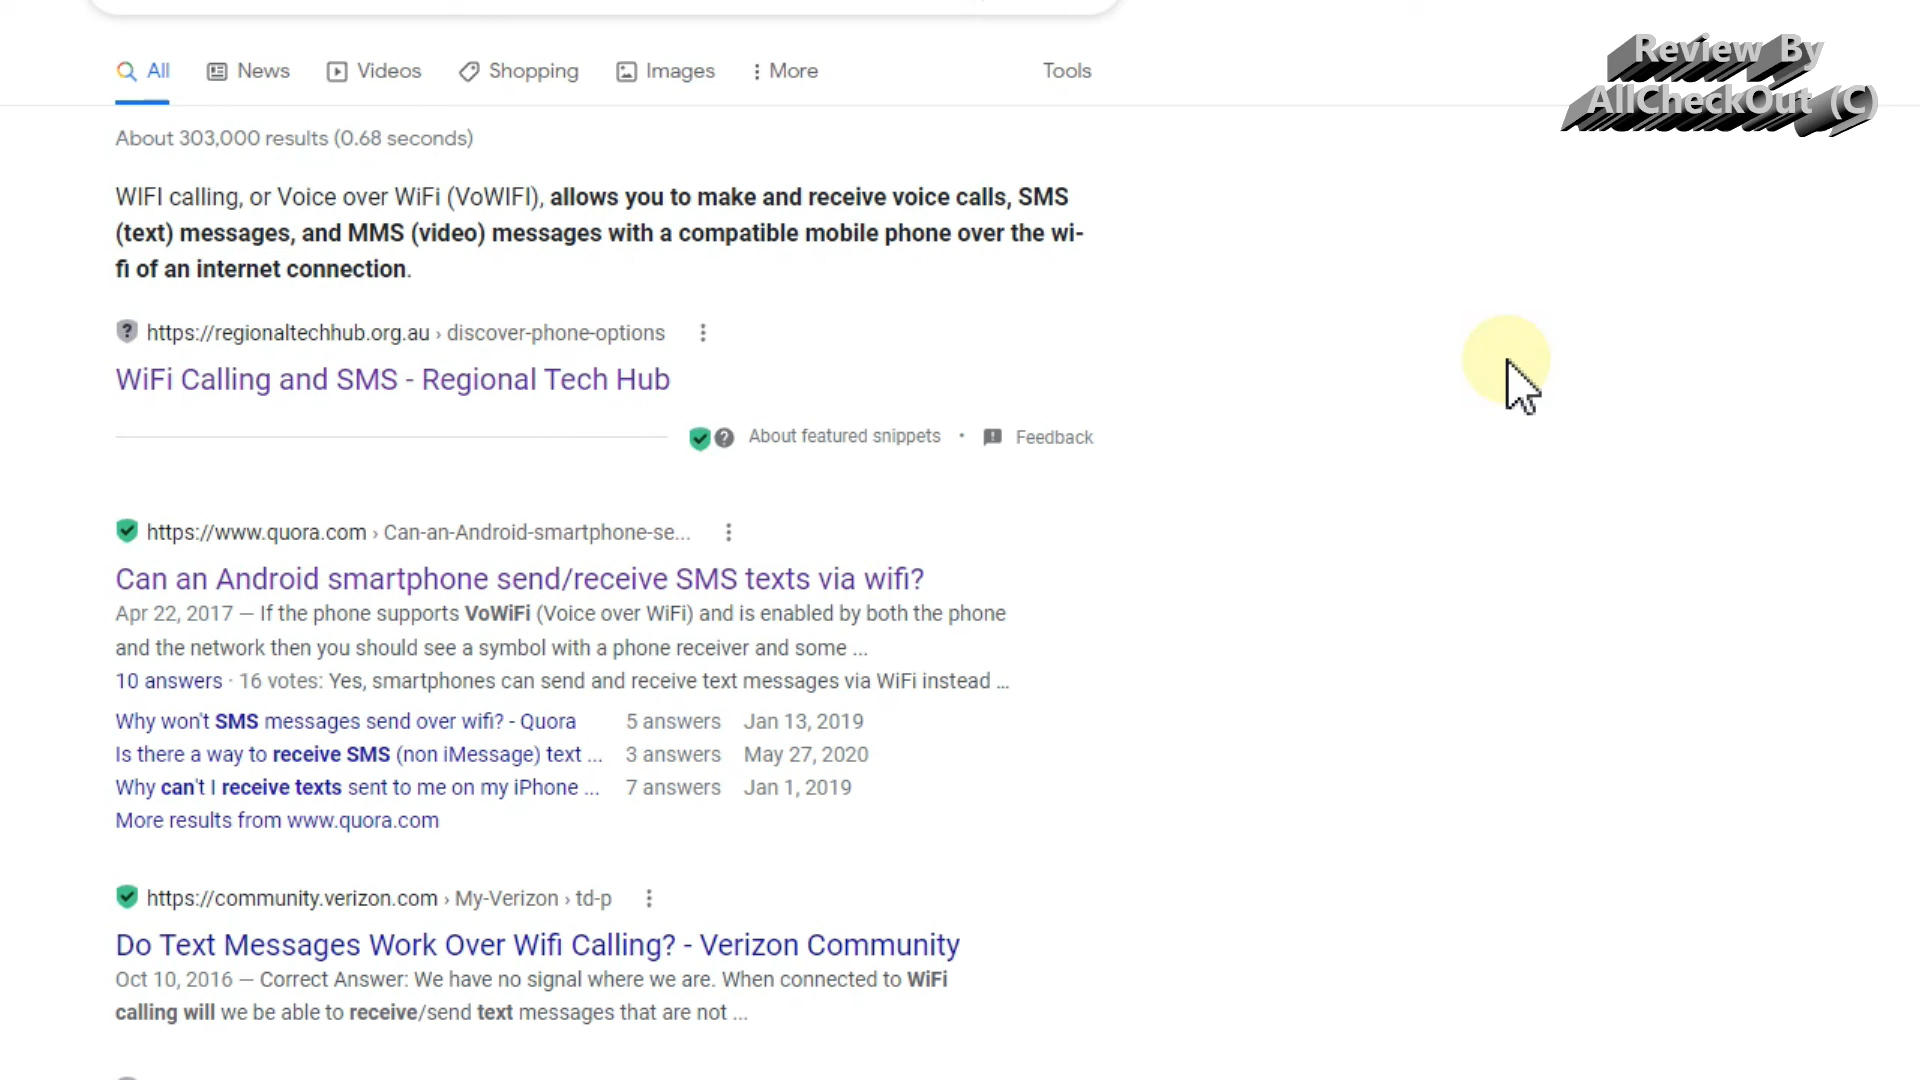 Review By
AllCheckOut (C)
All News Videos Shopping Images More Tools
About 303,000 results (0.68 seconds)
WIFI calling, or Voice over WiFi (VoWIFI), allows you to make and receive voice calls, SMS
(text) messages, and MMS (video) messages with a compatible mobile phone over the wi-
fi of an internet connection.
https://regionaltechhub.org.au › discover-phone-options
WiFi Calling and SMS - Regional Tech Hub
About featured snippets • Feedback
https://www.quora.com › Can-an-Android-smartphone-se...
Can an Android smartphone send/receive SMS texts via wifi?
Apr 22, 2017 — If the phone supports VoWiFi (Voice over WiFi) and is enabled by both the phone
and the network then you should see a symbol with a phone receiver and some ...
10 answers · 16 votes: Yes, smartphones can send and receive text messages via WiFi instead ...
Why won't SMS messages send over wifi? - Quora 5 answers Jan 13, 2019
Is there a way to receive SMS (non iMessage) text ... 3 answers May 27, 2020
Why can't I receive texts sent to me on my iPhone ... 7 answers Jan 1, 2019
More results from www.quora.com
https://community.verizon.com › My-Verizon › td-p
Do Text Messages Work Over Wifi Calling? - Verizon Community
Oct 10, 2016 — Correct Answer: We have no signal where we are. When connected to WiFi
calling will we be able to receive/send text messages that are not ...